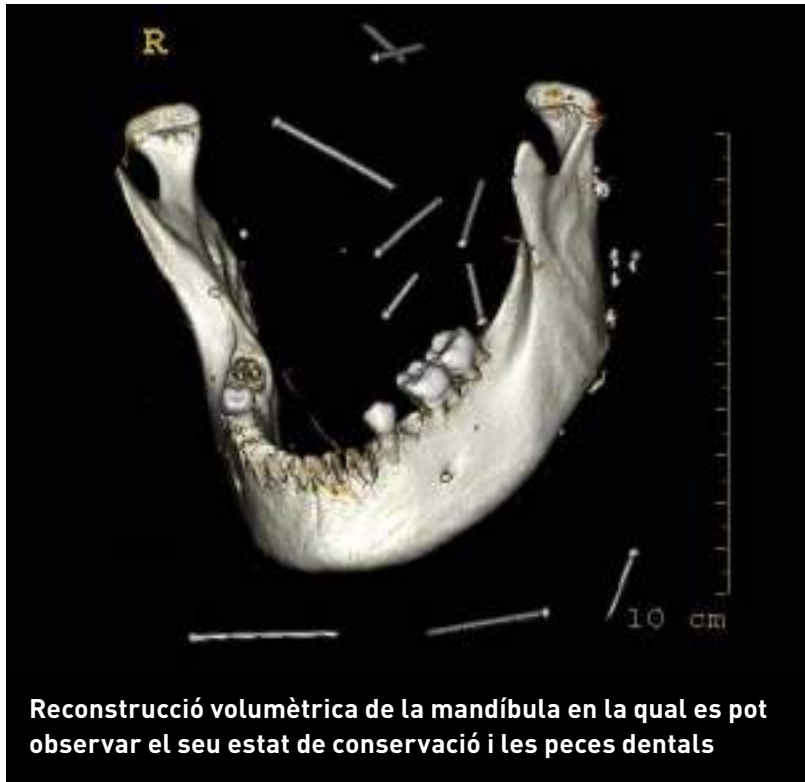 R
10 cm
Reconstrucció volumètrica de la mandíbula en la qual es pot
observar el seu estat de conservació i les peces dentals